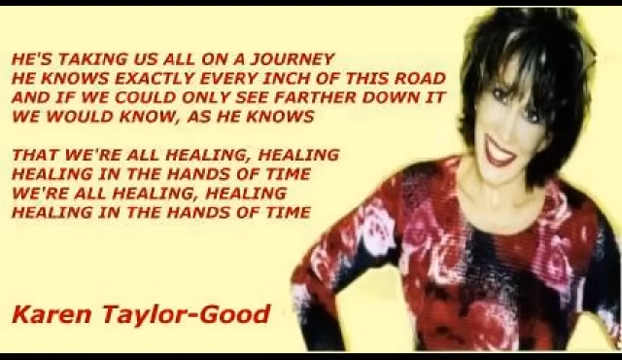 HE'S TAKING US ALL ON A JOURNEY
HE KNOWS EXACTLY EVERY INCH OF THIS ROAD
AND IF WE COULD ONLY SEE FARTHER DOWN IT
WE WOULD KNOW, AS HE KNOWS
THAT WE'RE ALL HEALING, HEALING
HEALING IN THE HANDS OF TIME
WE'RE ALL HEALING, HEALING
HEALING IN THE HANDS OF TIME
Karen Taylor-Good